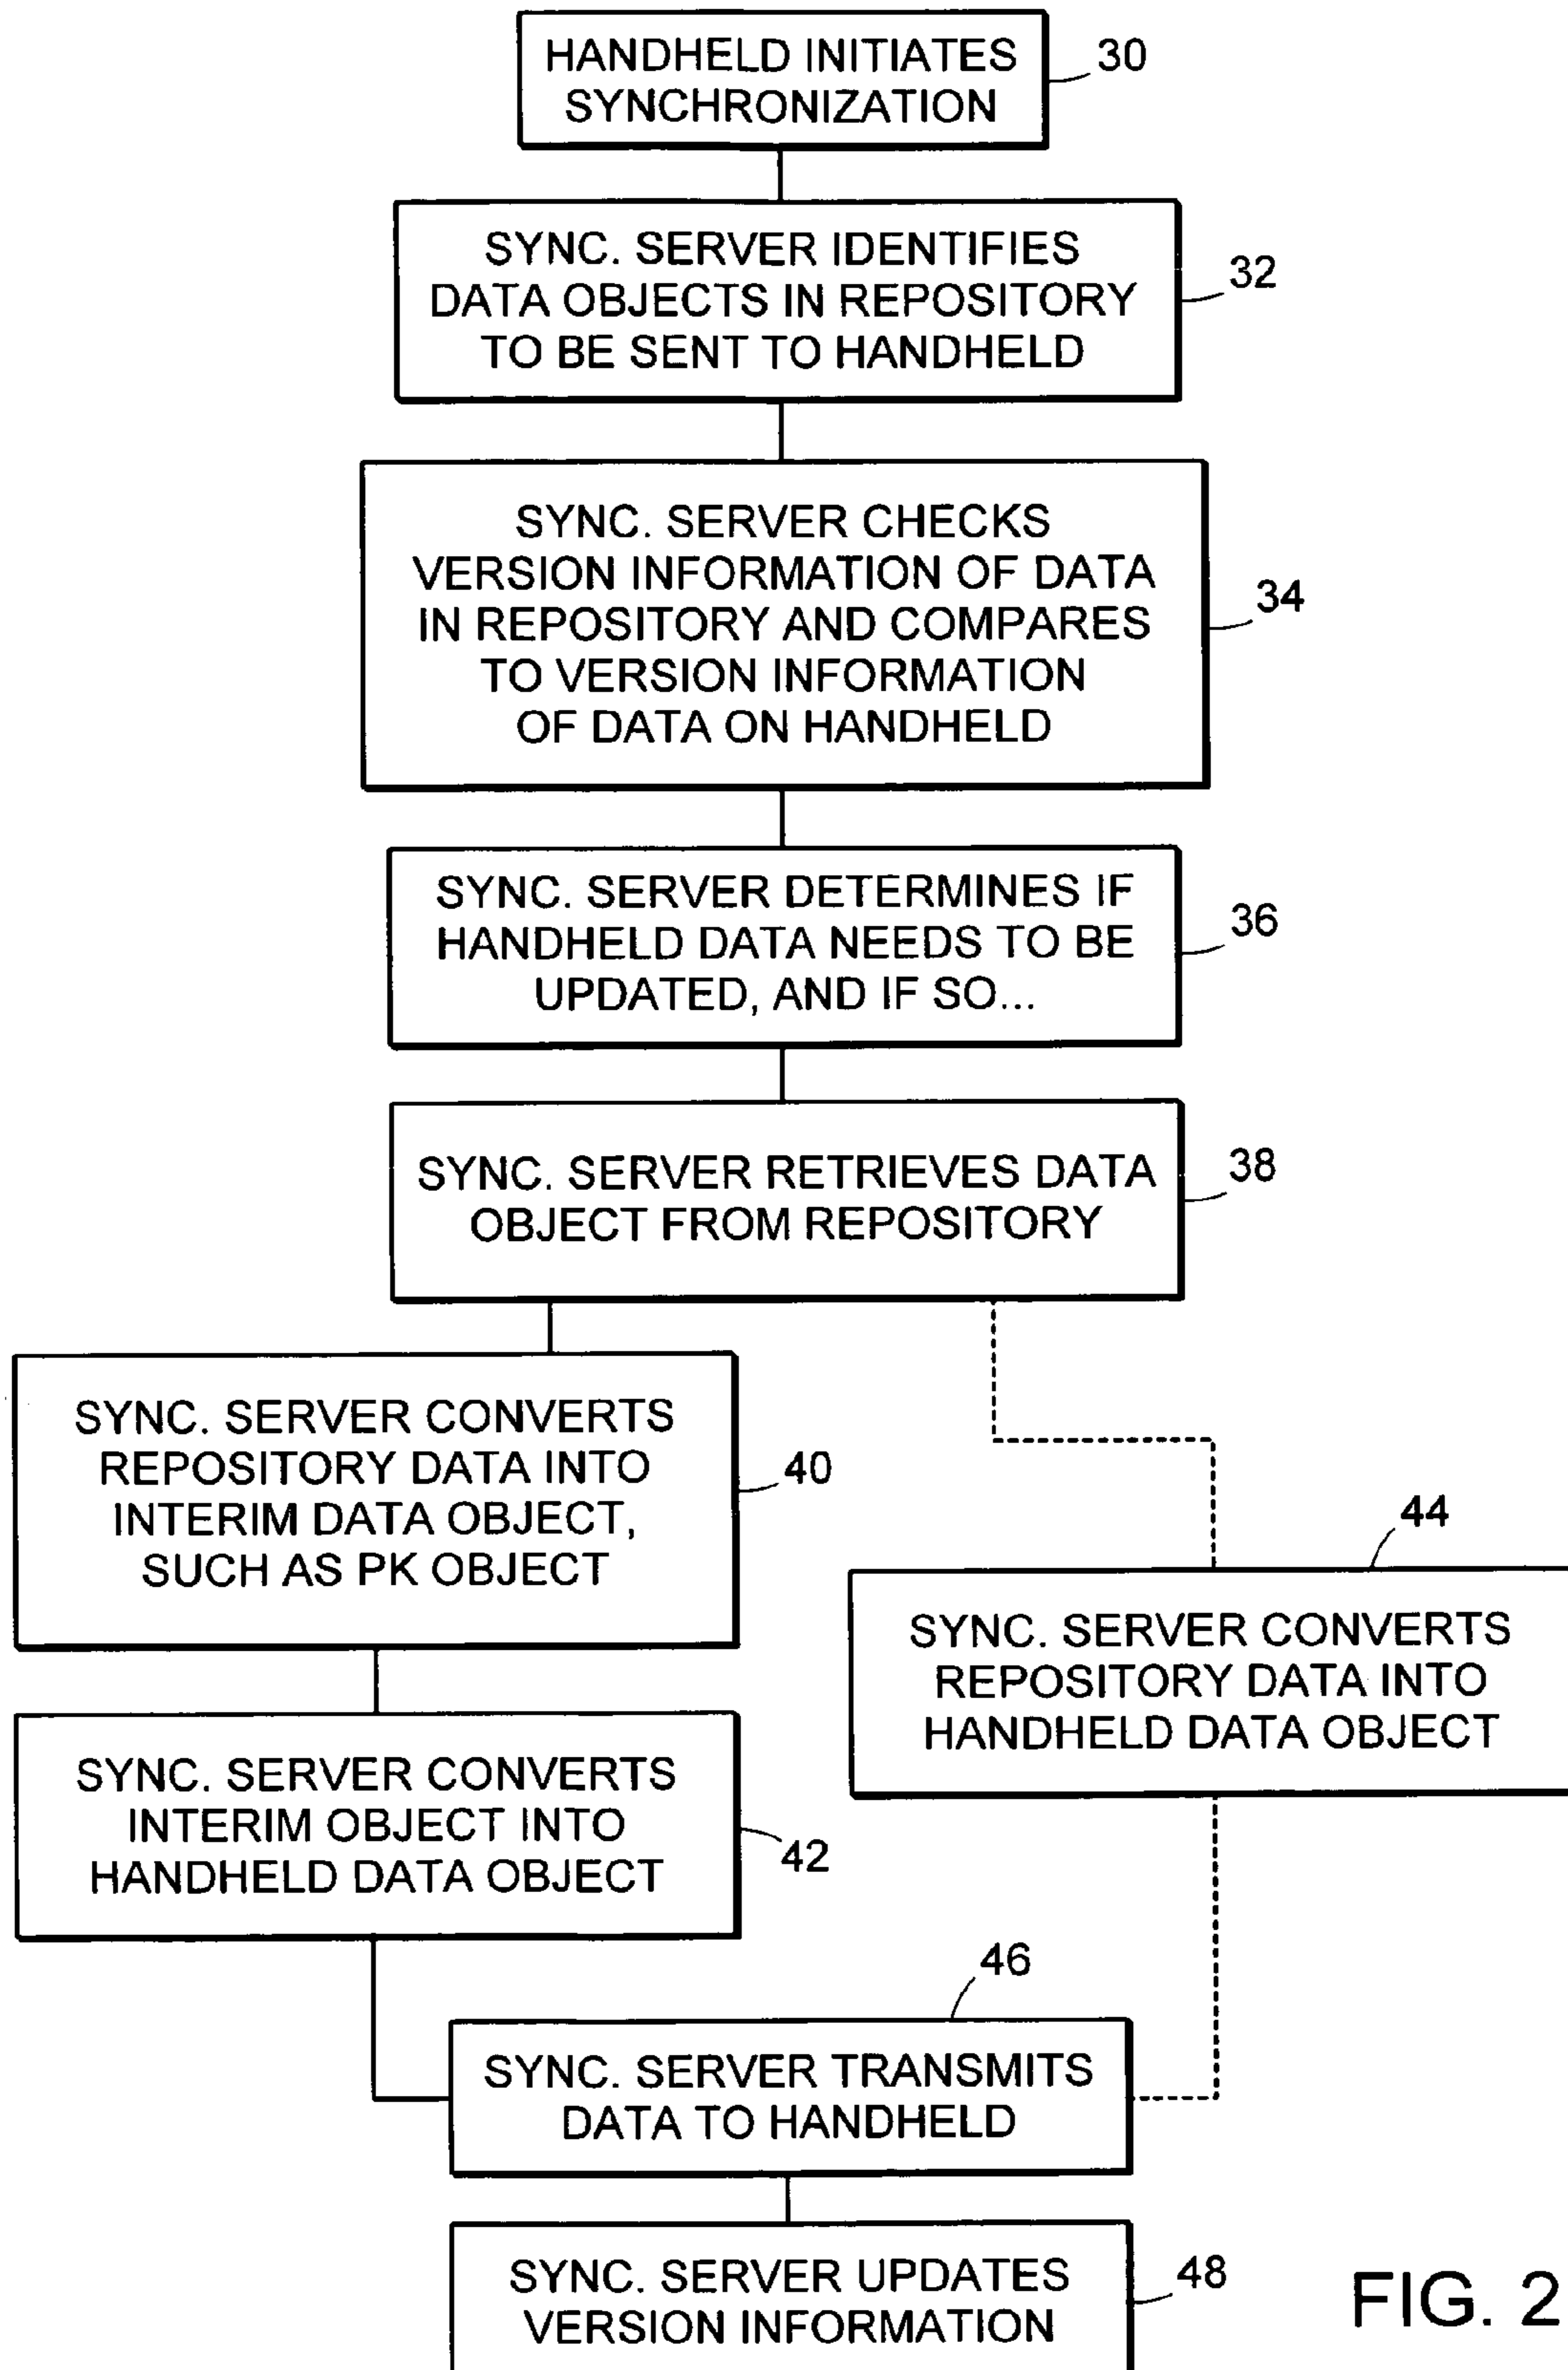 HANDHELD INITIATES
SYNCHRONIZATION
30
SYNC. SERVER IDENTIFIES
DATA OBJECTS IN REPOSITORY
TO BE SENT TO HANDHELD
32
SYNC. SERVER CHECKS
VERSION INFORMATION OF DATA
IN REPOSITORY AND COMPARES
TO VERSION INFORMATION
OF DATA ON HANDHELD
34
SYNC. SERVER DETERMINES IF
HANDHELD DATA NEEDS TO BE
UPDATED, AND IF SO...
36
SYNC. SERVER RETRIEVES DATA
OBJECT FROM REPOSITORY
38
SYNC. SERVER CONVERTS
REPOSITORY DATA INTO
INTERIM DATA OBJECT,
SUCH AS PK OBJECT
40
SYNC. SERVER CONVERTS
INTERIM OBJECT INTO
HANDHELD DATA OBJECT
42
44
SYNC. SERVER CONVERTS
REPOSITORY DATA INTO
HANDHELD DATA OBJECT
46
SYNC. SERVER TRANSMITS
DATA TO HANDHELD
SYNC. SERVER UPDATES
VERSION INFORMATION
48
FIG. 2